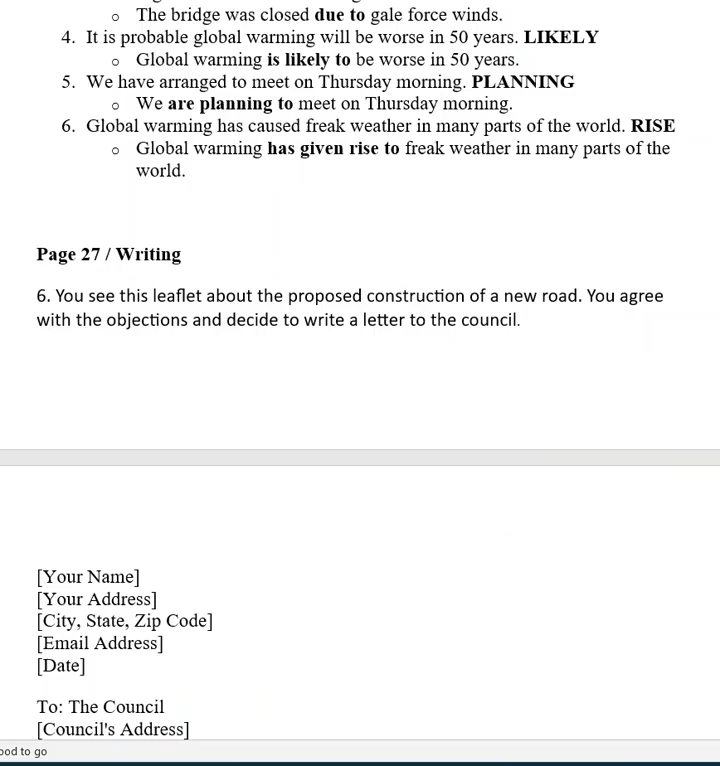 o The bridge was closed due to gale force winds.
4. It is probable global warming will be worse in 50 years. LIKELY
o Global warming is likely to be worse in 50 years.
5. We have arranged to meet on Thursday morning. PLANNING
o We are planning to meet on Thursday morning.
6. Global warming has caused freak weather in many parts of the world. RISE
o Global warming has given rise to freak weather in many parts of the
world.
Page 27 / Writing
6. You see this leaflet about the proposed construction of a new road. You agree
with the objections and decide to write a letter to the council.
[Your Name]
[Your Address]
[City, State, Zip Code]
[Email Address]
[Date]
To: The Council
[Council's Address]
ood to go